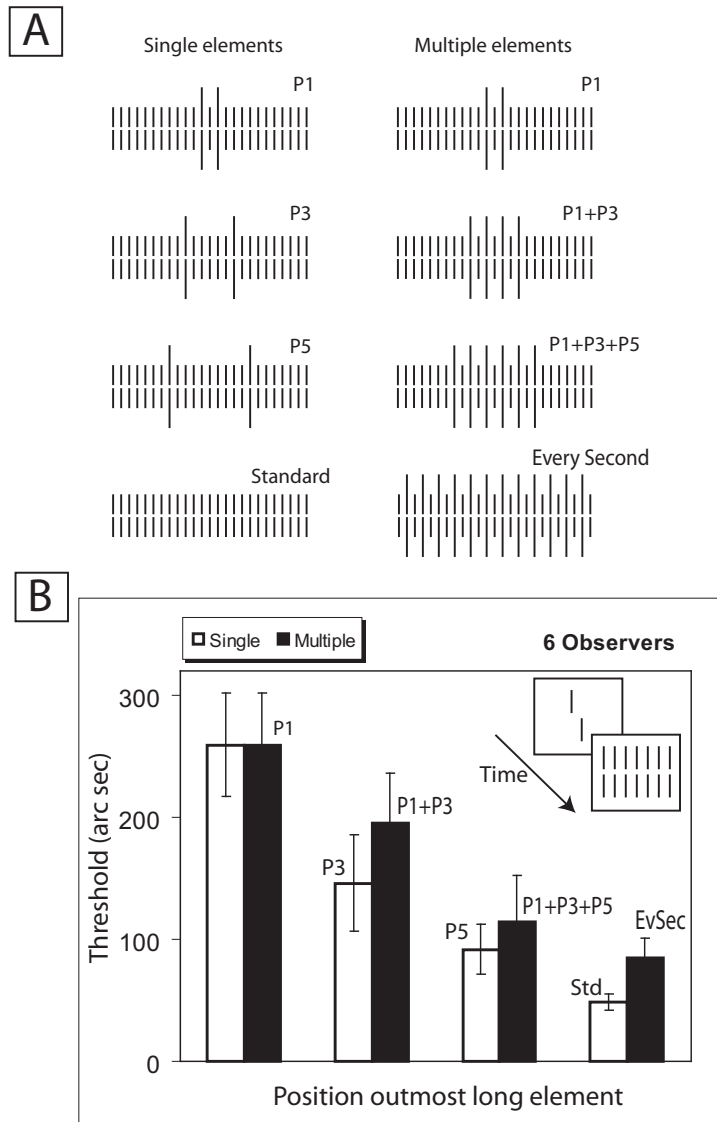 A
Single elements
Multiple elements
P1
P1
P3
P1+P3
P5
P1+P3+P5
Standard
Every Second
B
Single Multiple
6 Observers
300
200
100
0
Threshold (arc sec)
P1
P3
P1+P3
P5
P1+P3+P5
Std
EvSec
Time
Position outmost long element